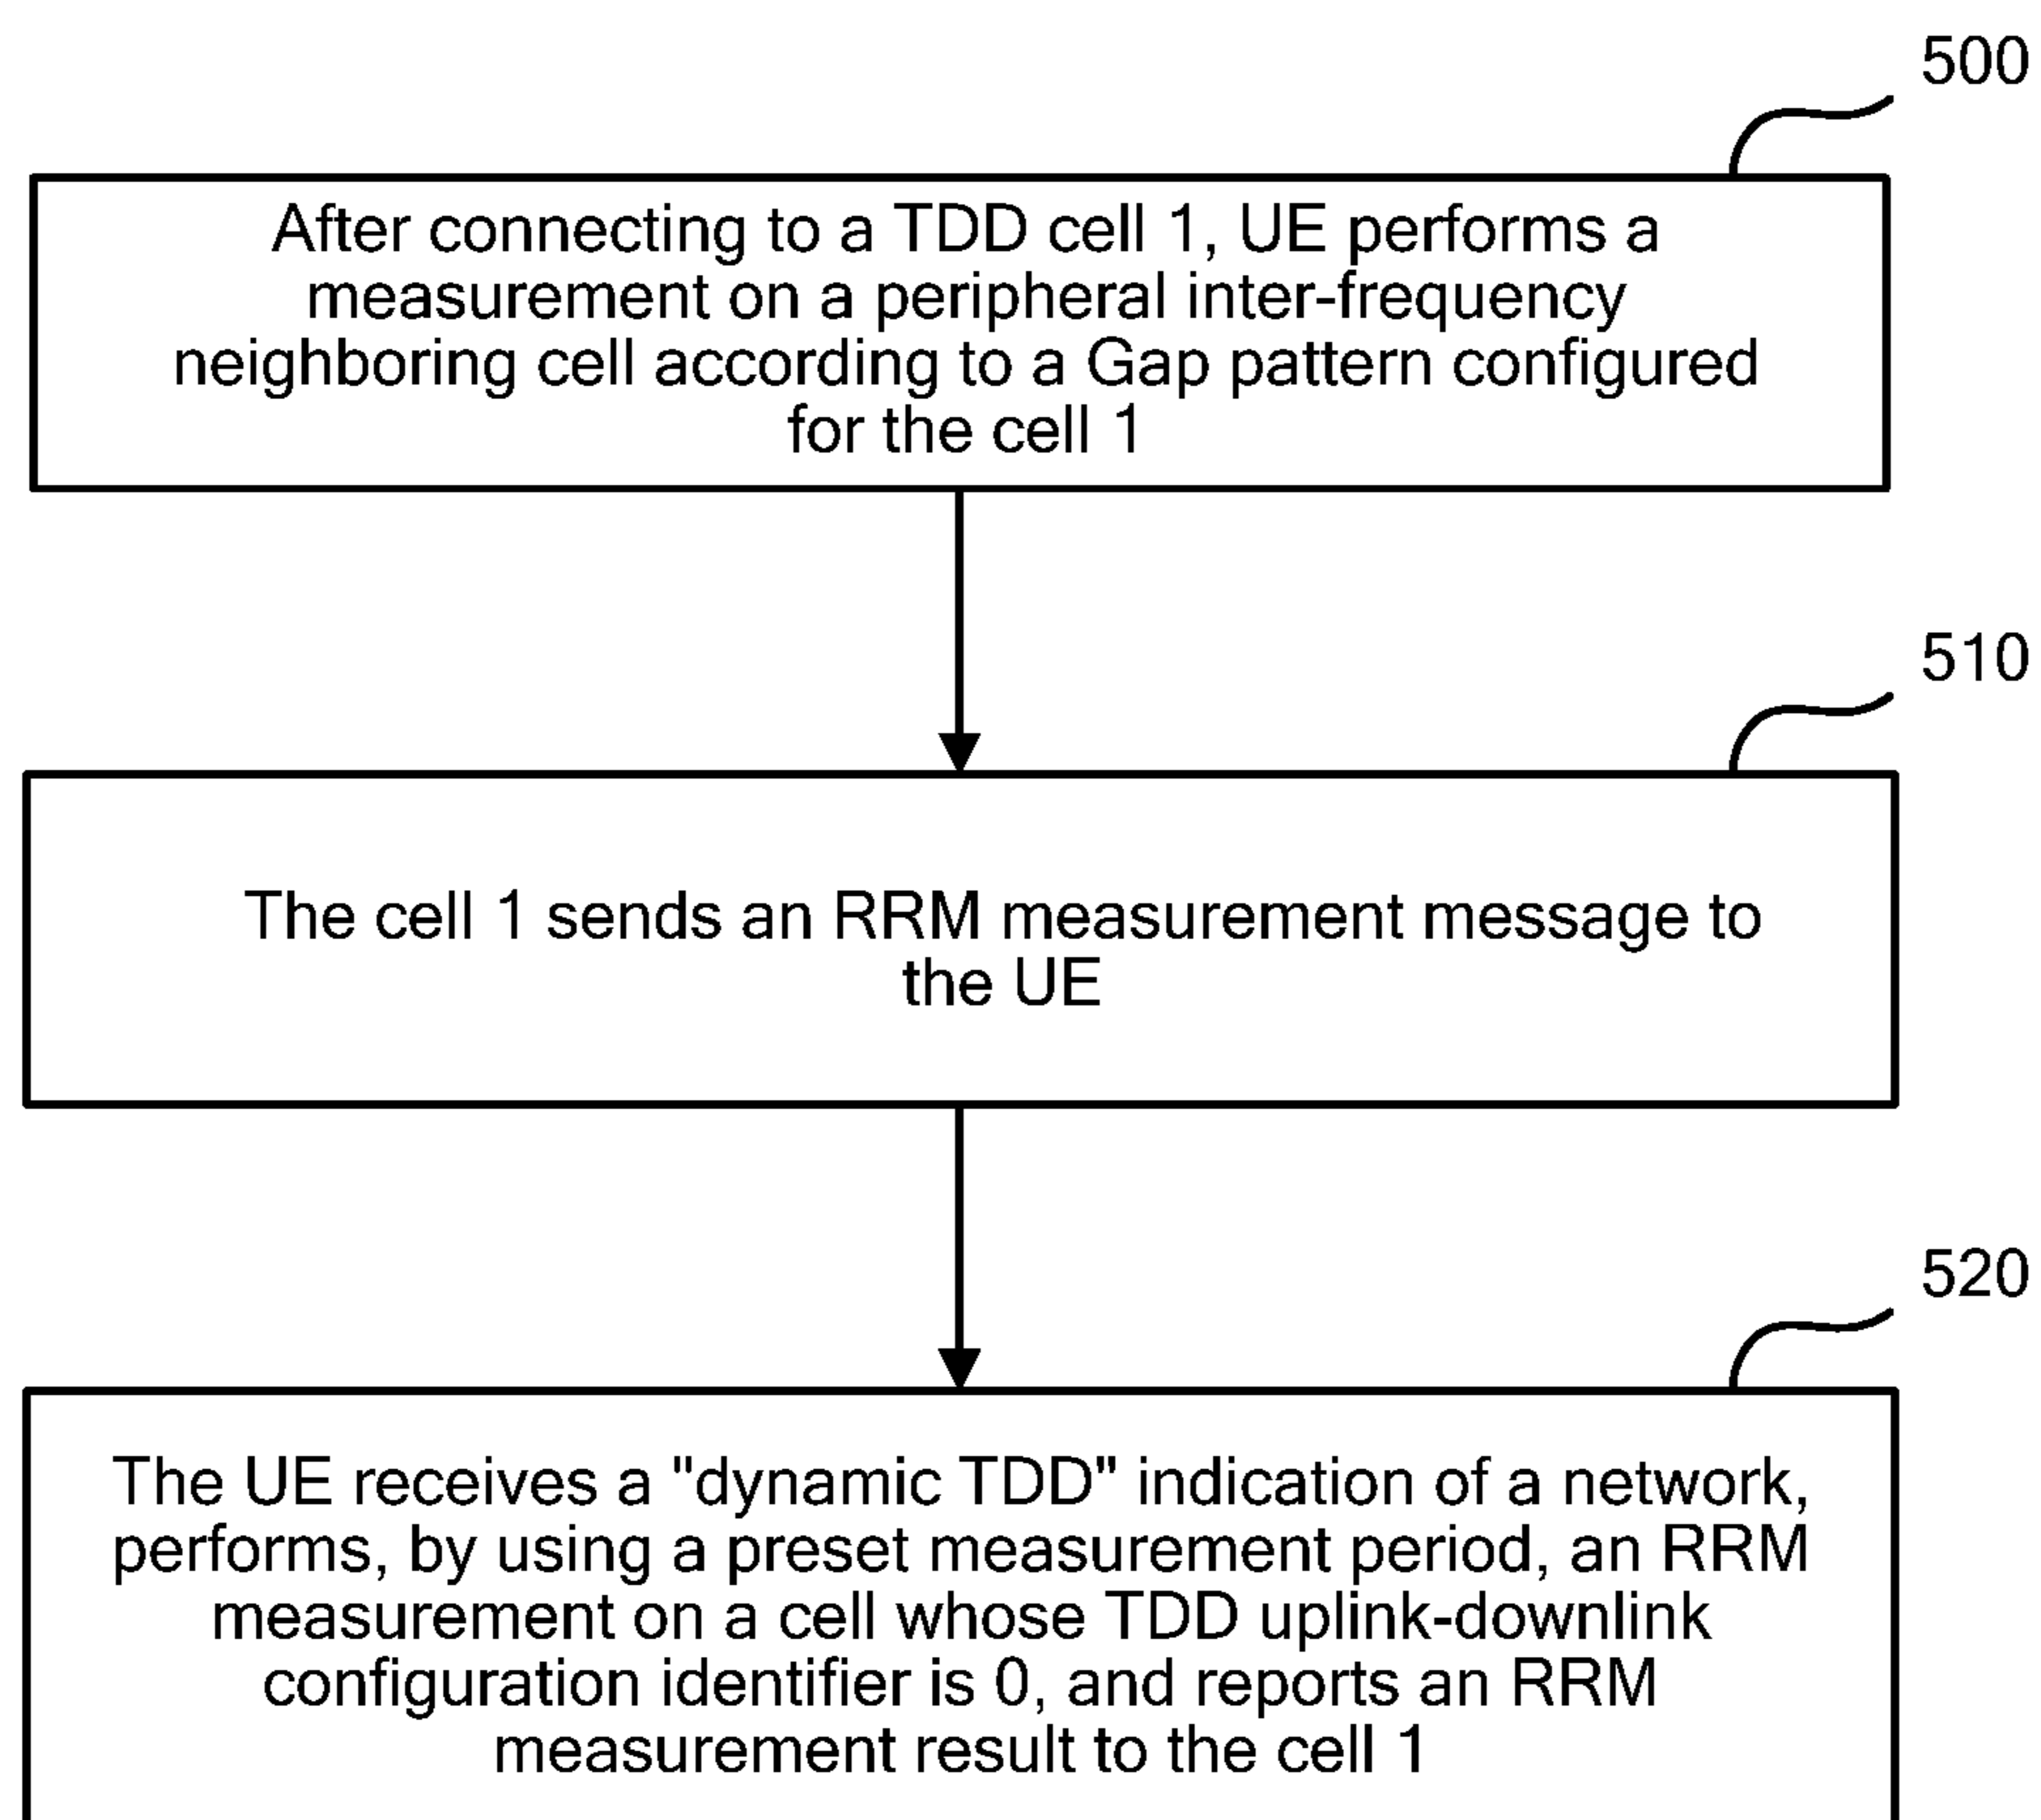 500
After connecting to a TDD cell 1, UE performs a
measurement on a peripheral inter-frequency
neighboring cell according to a Gap pattern configured
for the cell 1
510
The cell 1 sends an RRM measurement message to
the UE
520
The UE receives a "dynamic TDD" indication of a network,
performs, by using a preset measurement period, an RRM
measurement on a cell whose TDD uplink-downlink
configuration identifier is 0, and reports an RRM
measurement result to the cell 1